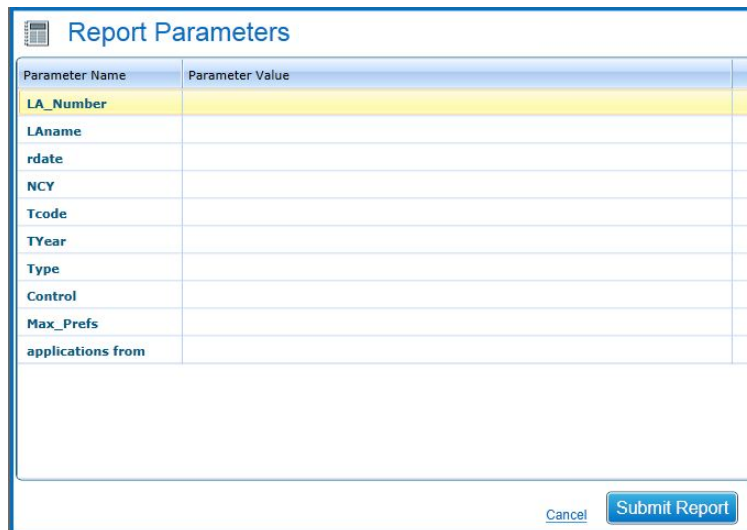 Report Parameters
Parameter Name Parameter Value
LA_Number
LAname
rdate
NCY
Tcode
TYear
Type
Control
Max_Prefs
applications from
Cancel Submit Report